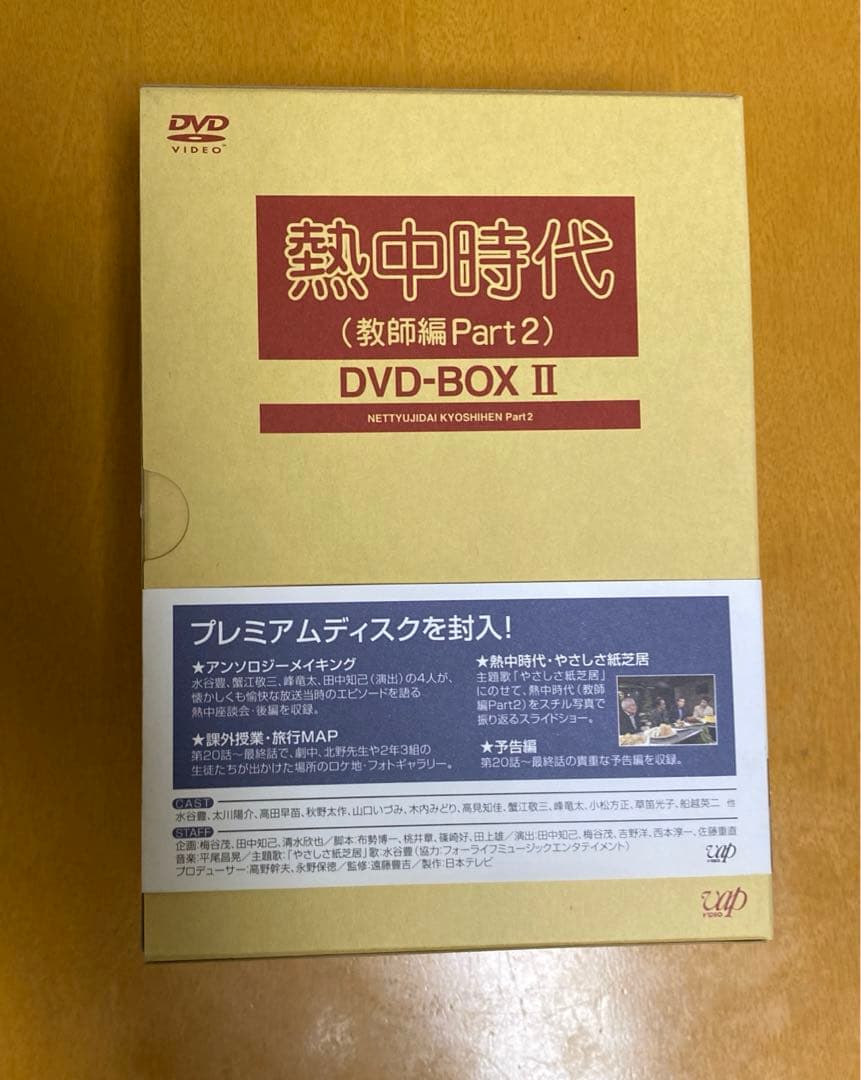 DVD
VIDEO™
熱中時代
(教師編Part2)
DVD-BOX II
NETTYUJIDAI KYOSHIHEN Part2
プレミアムディスクを封入!
★アンソロジーメイキング
水谷豊、蟹江敬三、峰竜太、田中知己(演出)の4人が、
懐かしくも愉快な放送当時のエピソードを語る
熱中座談会・後編を収録。
★課外授業・旅行MAP
第20話〜最終話で、劇中、北野先生や2年3組の
生徒たちが出かけた場所のロケ地・フォトギャラリー。
★熱中時代・やさしさ紙芝居
主題歌「やさしさ紙芝居」
にのせて、熱中時代(教師
編Part2)をスチル写真で
振り返るスライドショー。
★予告編
第20話〜最終話の貴重な予告編を収録。
CAST
水谷豊、太川陽介、高田早苗、秋野太作、山口いづみ、木内みどり、高見知佳、蟹江敬三、峰竜太、小松方正、草笛光子、船越英二 他
STAFF
企画:梅谷茂、田中知己、清水欣也/脚本:布勢博一、桃井章、篠崎好、田上雄/演出:田中知己、梅谷茂、吉野洋、西本淳一、佐藤重直
音楽:平尾昌晃/主題歌:「やさしさ紙芝居」歌:水谷豊(協力:フォーライフミュージックエンタテイメント)
プロデューサー:高野幹夫、永野保徳/監修:遠藤豊吉/製作:日本テレビ
vap
VIDEO
vap
VIDEO